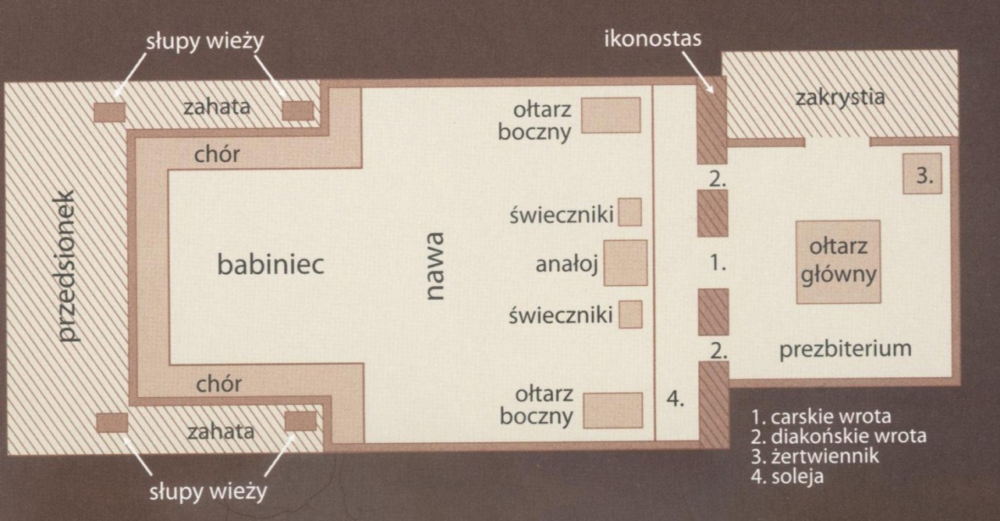 słupy wieży
ikonostas
zahata
chór
ołtarz
boczny
zakrystia
2.
3.
przedsionek
babiniec
nawa
świeczniki
anałoj
świeczniki
1.
ołtarz
główny
2.
prezbiterium
chór
zahata
ołtarz
boczny
4.
słupy wieży
1. carskie wrota
2. diakońskie wrota
3. żertwiennik
4. soleja